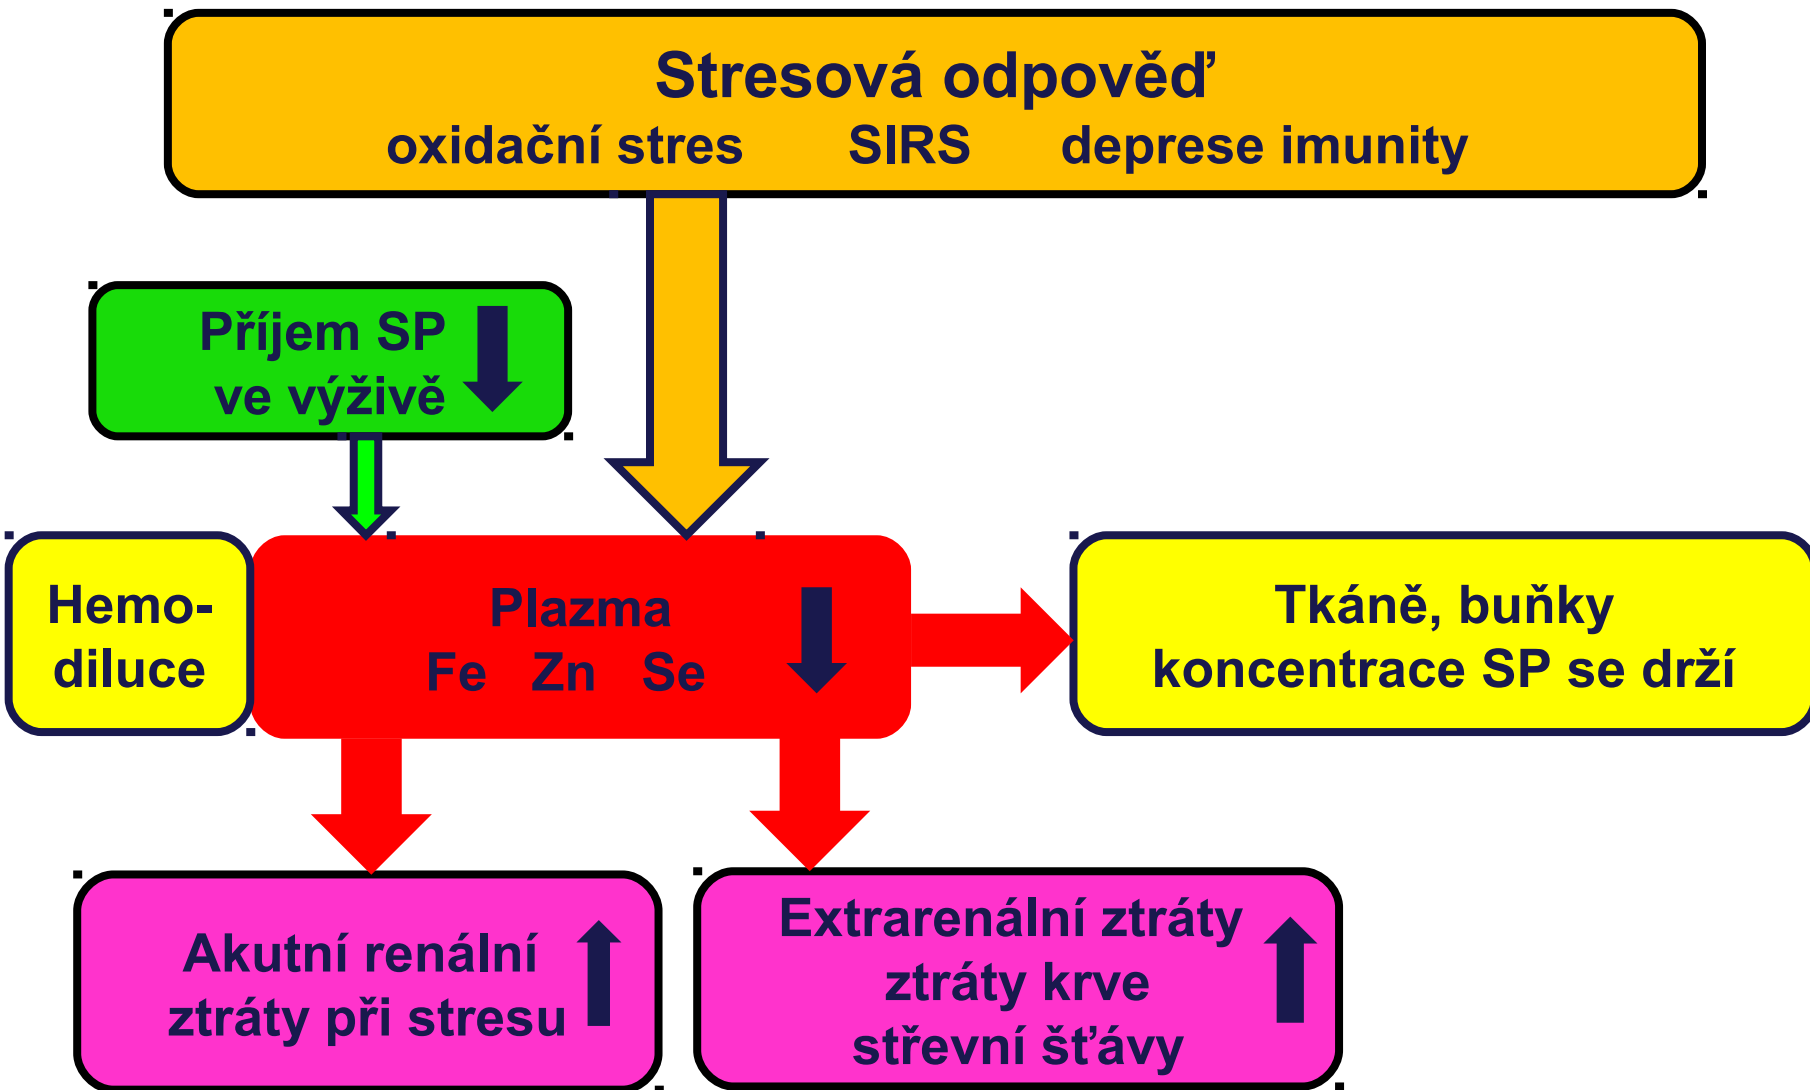 Stresová odpověď
oxidační stres SIRS deprese imunity
Příjem SP
ve výživě
Hemo-
diluce
Plazma
Fe Zn Se
Tkáně, buňky
koncentrace SP se drží
Akutní renální
ztráty při stresu
Extrarenální ztráty
ztráty krve
střevní šťávy